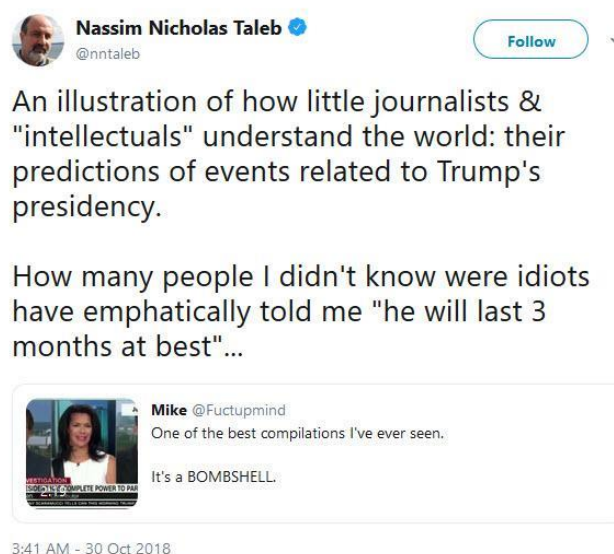 Nassim Nicholas Taleb
@nntaleb
Follow
An illustration of how little journalists &
"intellectuals" understand the world: their
predictions of events related to Trump's
presidency.
How many people I didn't know were idiots
have emphatically told me "he will last 3
months at best"...
Mike @Fuctupmind
One of the best compilations I've ever seen.
It's a BOMBSHELL.
2:13
COMPLETE POWER TO PAR
3:41 AM - 30 Oct 2018